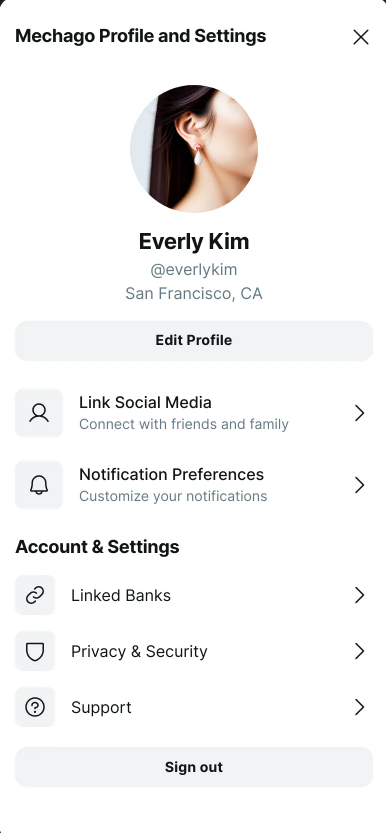 Mechago Profile and Settings
Everly Kim
@everlykim
San Francisco, CA
Edit Profile
Link Social Media
Connect with friends and family
Notification Preferences
Customize your notifications
Account & Settings
Linked Banks
Privacy & Security
Support
Sign out